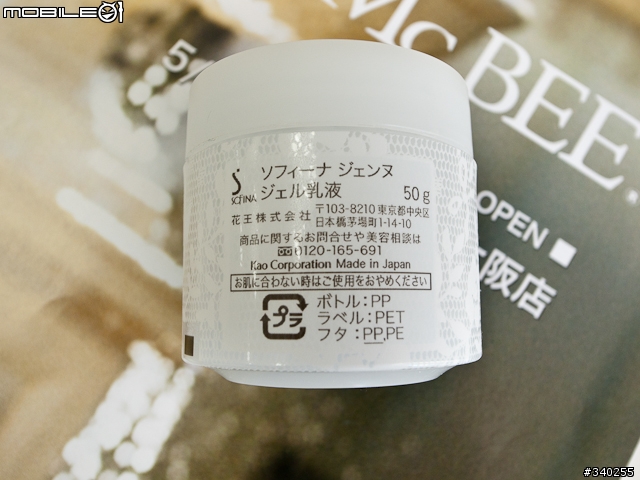 MOBILE01
5
MC BEE.
OPEN
阪店
SOFINA
ソフィーナ ジェンヌ
ジェル乳液 50g
花王株式会社 〒103-8210 東京都中央区
日本橋茅場町1-14-10
商品に関するお問合せや美容相談は
0120-165-691
Kao Corporation Made in Japan
お肌に合わない時はご使用をおやめください
プラ
ボトル:PP
ラベル:PET
フタ:PP,PE
#340255